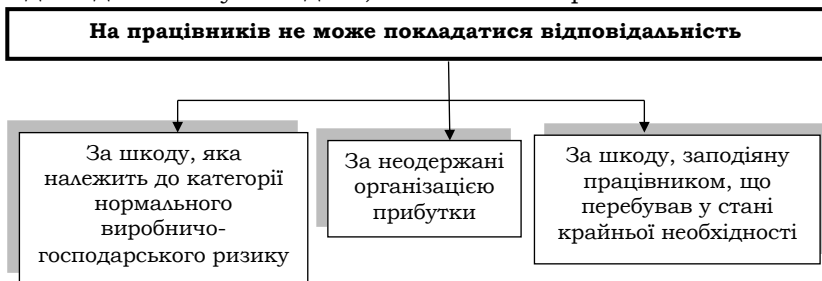 На працівників не може покладатися відповідальність
За шкоду, яка
належить до категорії
нормального
виробничо-
господарського ризику
За неодержані
організацією
прибутки
За шкоду, заподіяну
працівником, що
перебував у стані
крайньої необхідності